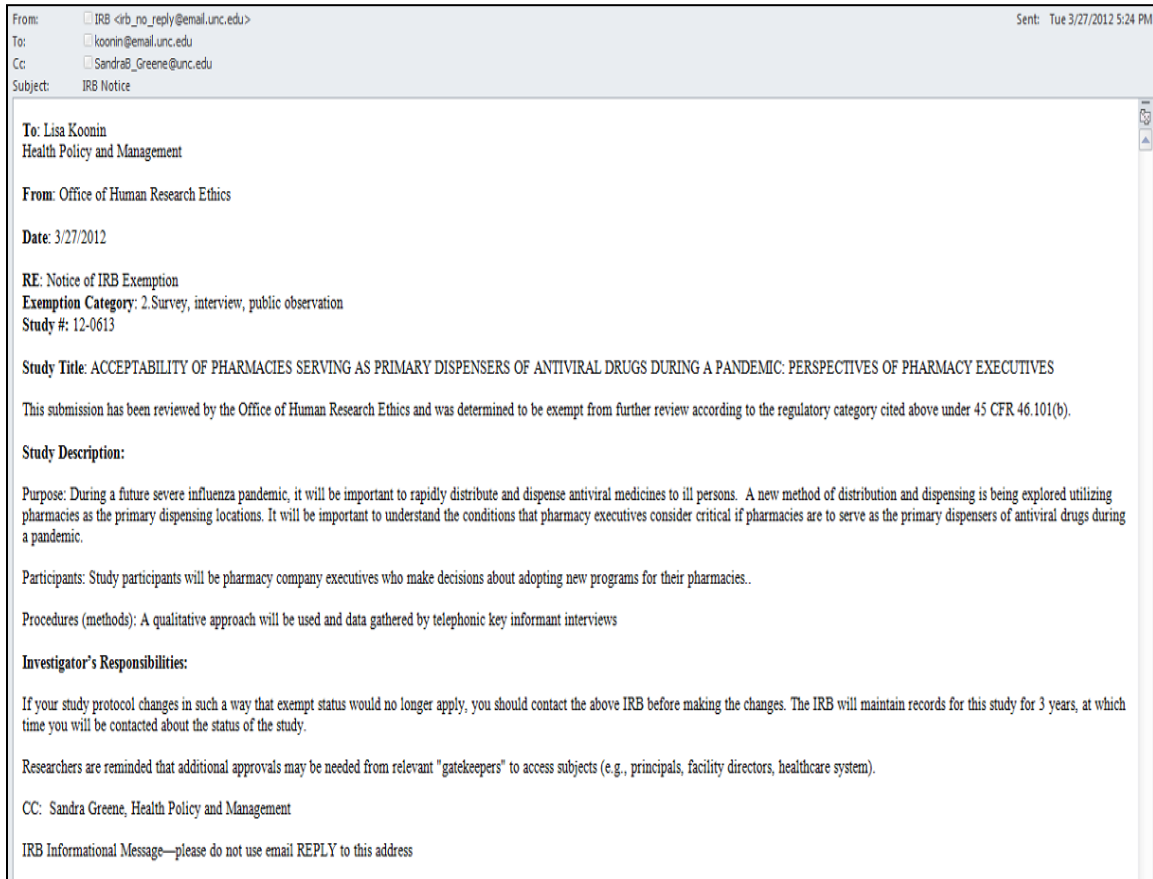 From: IRB <irb_no_reply@email.unc.edu> Sent: Tue 3/27/2012 5:24 PM
To: koonin@email.unc.edu
Cc: SandraB_Greene@unc.edu
Subject: IRB Notice
To: Lisa Koonin
Health Policy and Management
From: Office of Human Research Ethics
Date: 3/27/2012
RE: Notice of IRB Exemption
Exemption Category: 2.Survey, interview, public observation
Study #: 12-0613
Study Title: ACCEPTABILITY OF PHARMACIES SERVING AS PRIMARY DISPENSERS OF ANTIVIRAL DRUGS DURING A PANDEMIC: PERSPECTIVES OF PHARMACY EXECUTIVES
This submission has been reviewed by the Office of Human Research Ethics and was determined to be exempt from further review according to the regulatory category cited above under 45 CFR 46.101(b).
Study Description:
Purpose: During a future severe influenza pandemic, it will be important to rapidly distribute and dispense antiviral medicines to ill persons.  A new method of distribution and dispensing is being explored utilizing
pharmacies as the primary dispensing locations. It will be important to understand the conditions that pharmacy executives consider critical if pharmacies are to serve as the primary dispensers of antiviral drugs during
a pandemic.
Participants: Study participants will be pharmacy company executives who make decisions about adopting new programs for their pharmacies..
Procedures (methods): A qualitative approach will be used and data gathered by telephonic key informant interviews
Investigator's Responsibilities:
If your study protocol changes in such a way that exempt status would no longer apply, you should contact the above IRB before making the changes. The IRB will maintain records for this study for 3 years, at which
time you will be contacted about the status of the study.
Researchers are reminded that additional approvals may be needed from relevant "gatekeepers" to access subjects (e.g., principals, facility directors, healthcare system).
CC:  Sandra Greene, Health Policy and Management
IRB Informational Message—please do not use email REPLY to this address